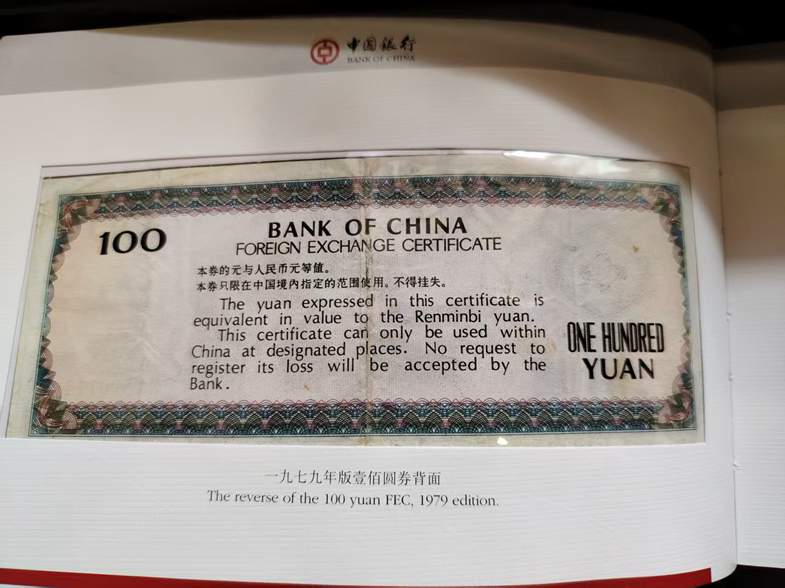 中国银行
BANK OF CHINA
100
BANK OF CHINA
FOREIGN EXCHANGE CERTIFICATE
本券的元与人民币元等值。
本券只限在中国境内指定的范围使用。不得挂失。
The yuan expressed in this certificate is
equivalent in value to the Renminbi yuan.
This certificate can only be used within
China at designated places. No request to
register its loss will be accepted by the
Bank.
ONE HUNDRED
YUAN
一九七九年版壹佰圆券背面
The reverse of the 100 yuan FEC, 1979 edition.